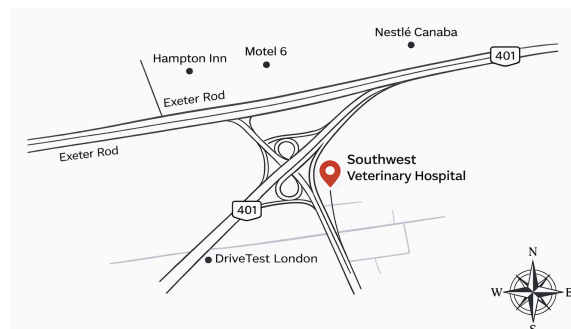 Nestlé Canaba
Motel 6
Hampton Inn
401
Exeter Rod
Exeter Rod
Southwest
Veterinary Hospital
401
DriveTest London
N
W
E
S